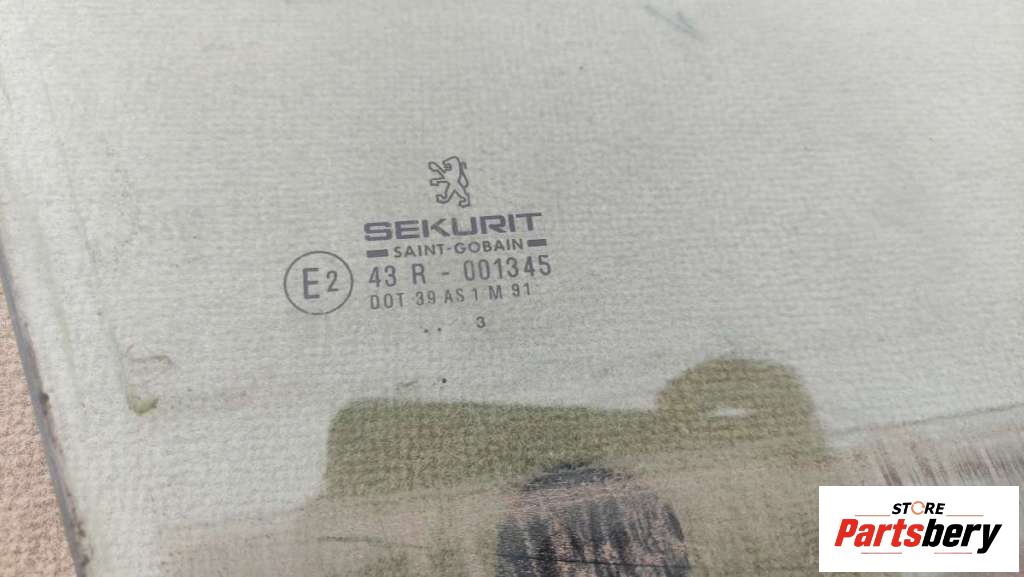 SEKURIT
SAINT-GOBAIN
E2 43 R - 001345
DOT 39 AS 1 M 91
.. 3
STORE
Partsbery